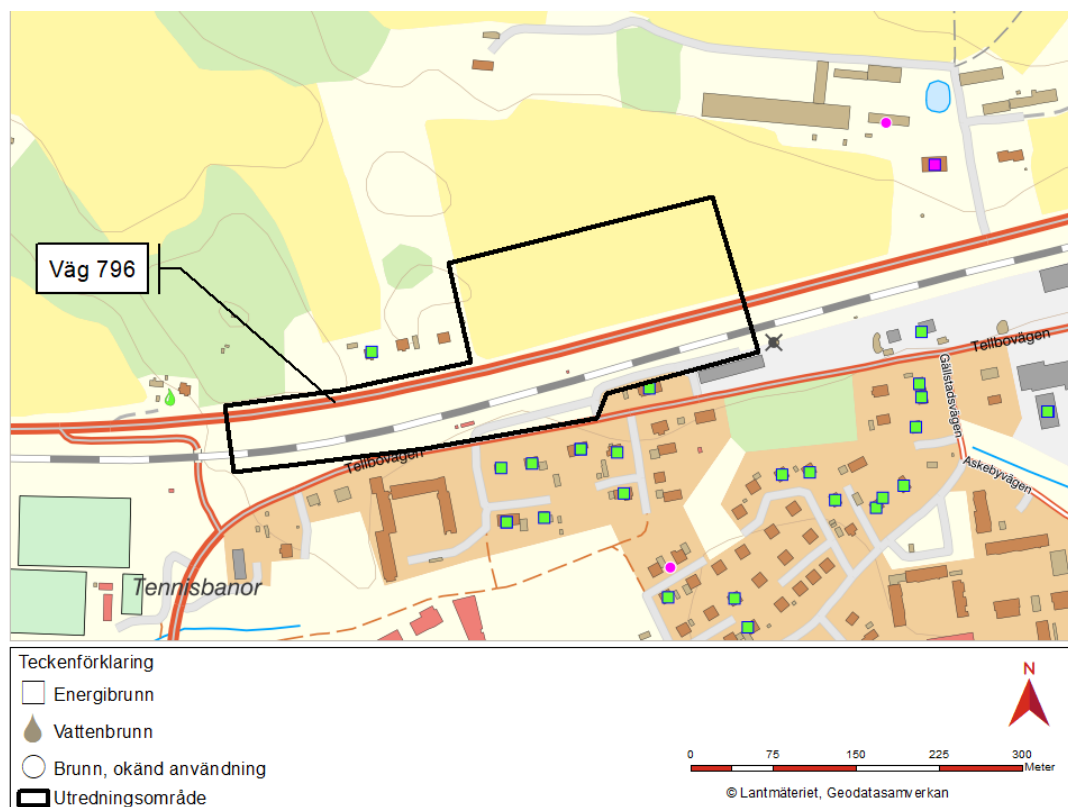 Väg 796
Tellbovägen
Gällstadsvägen
Tellbovägen
Askebyvägen
Tennisbanor
Teckenförklaring
Energibrunn
Vattenbrunn
Brunn, okänd användning
Utredningsområde
N
0 75 150 225 300
Meter
© Lantmäteriet, Geodatasamverkan